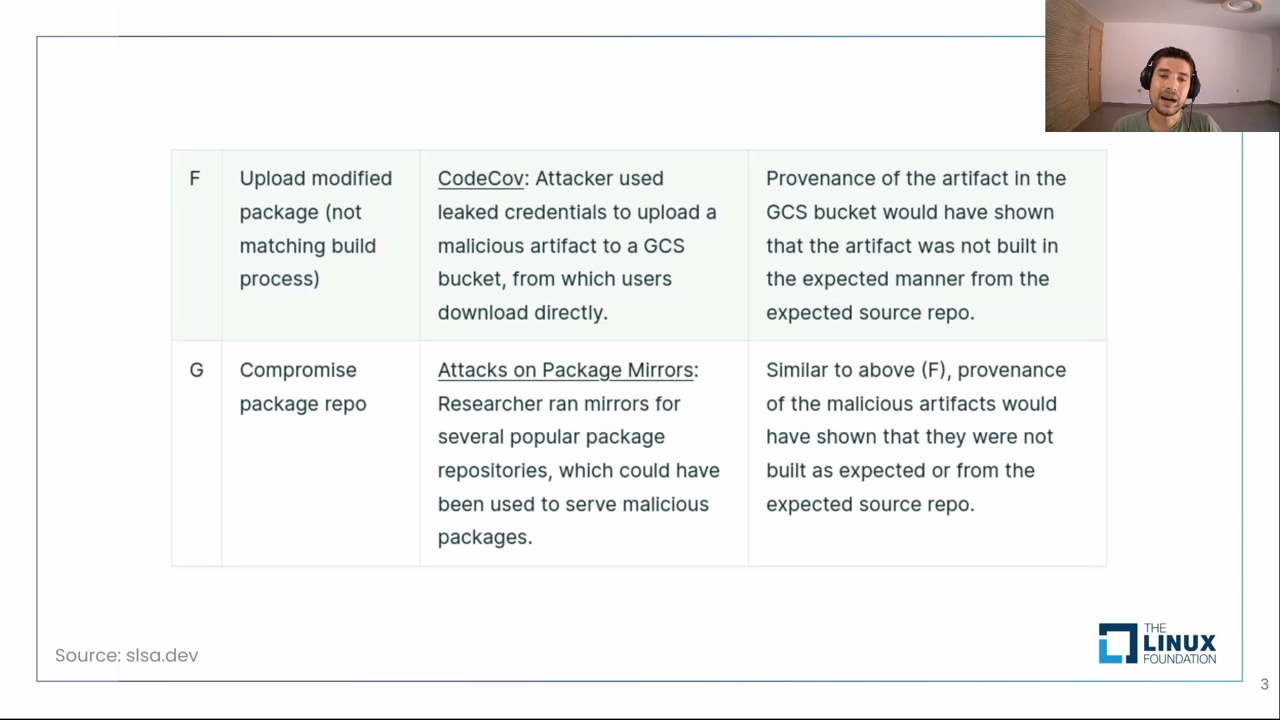 F
Upload modified
package (not
matching build
process)
CodeCov: Attacker used
leaked credentials to upload a
malicious artifact to a GCS
bucket, from which users
download directly.
Provenance of the artifact in the
GCS bucket would have shown
that the artifact was not built in
the expected manner from the
expected source repo.
G
Compromise
package repo
Attacks on Package Mirrors:
Researcher ran mirrors for
several popular package
repositories, which could have
been used to serve malicious
packages.
Similar to above (F), provenance
of the malicious artifacts would
have shown that they were not
built as expected or from the
expected source repo.
Source: slsa.dev
THE
LINUX
FOUNDATION
3